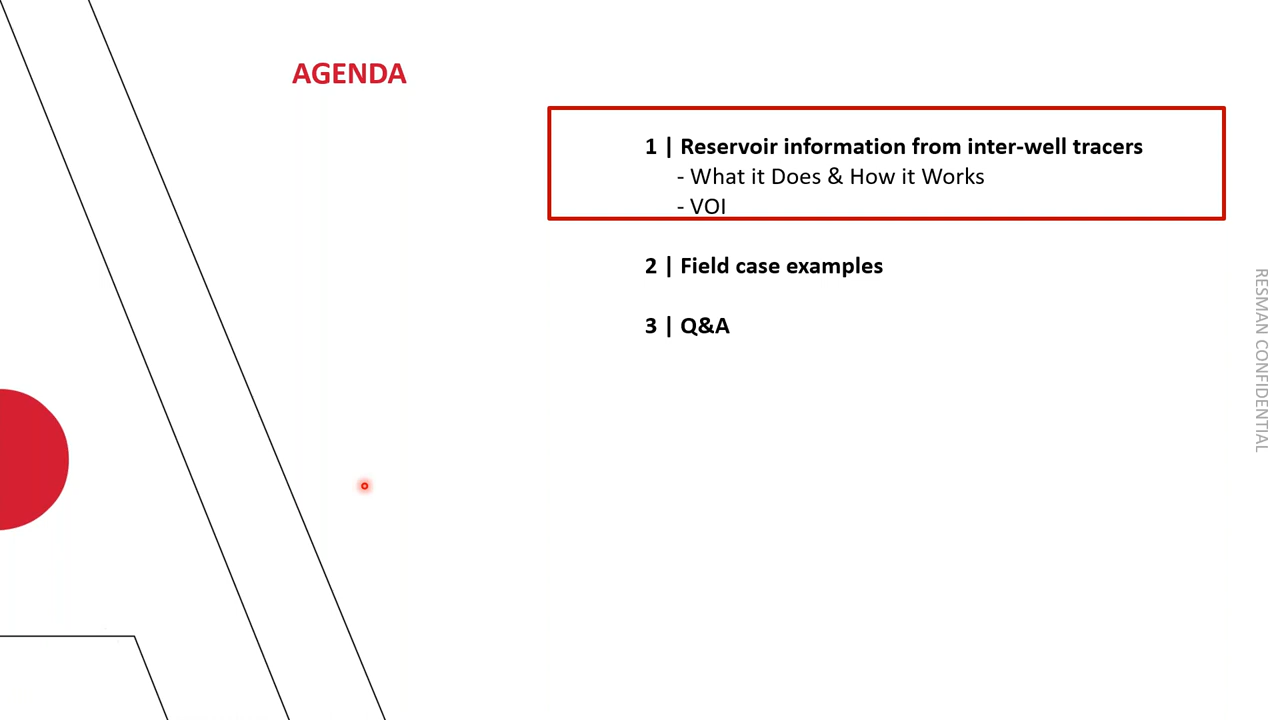 AGENDA
1 | Reservoir information from inter-well tracers
- What it Does & How it Works
- VOI
2 | Field case examples
3 | Q&A
RESMAN CONFIDENTIAL